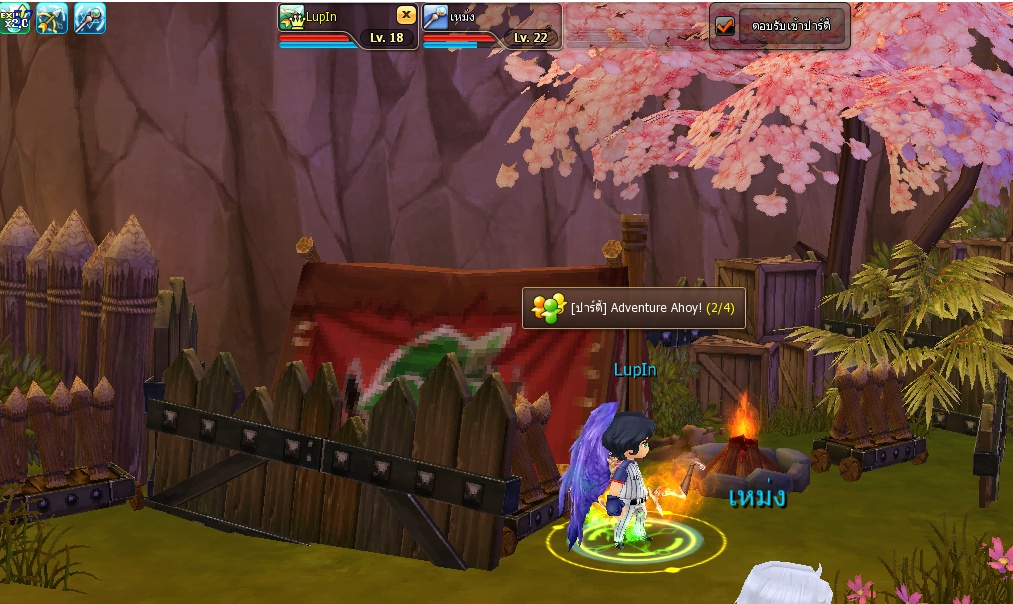 EXP
x2.0
LupIn
Lv. 18
เหม่ง
Lv. 22
ตอบรับเข้าปาร์ตี้
[ปาร์ตี้] Adventure Ahoy! (2/4)
LupIn
เหม่ง